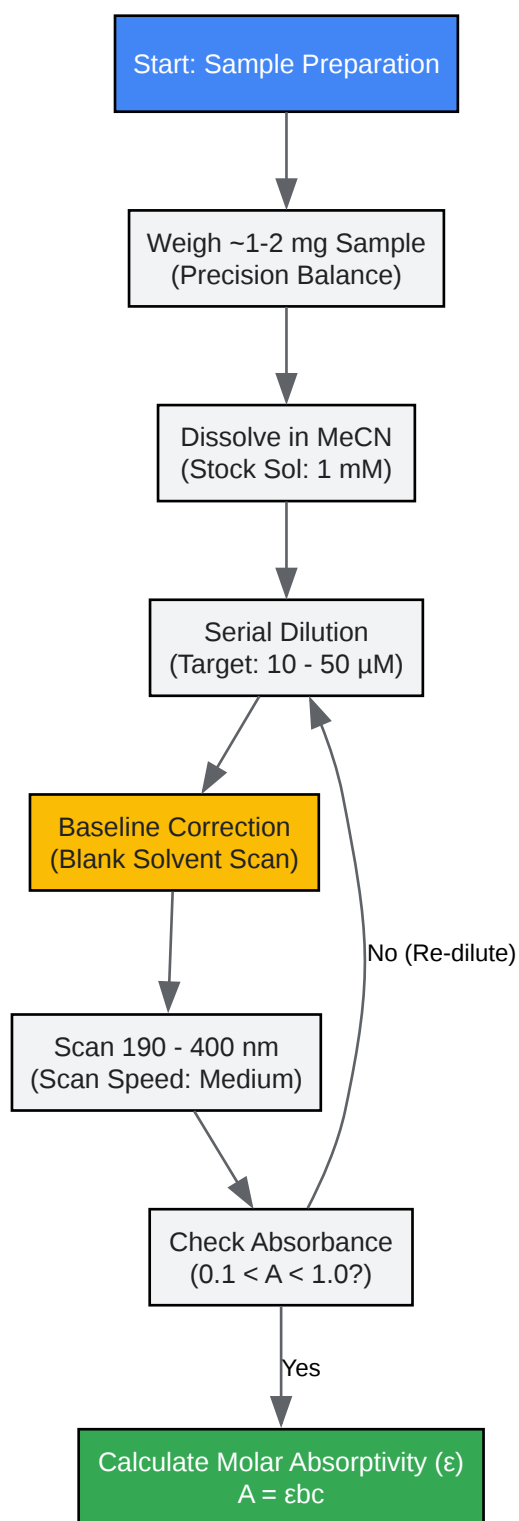 Start: Sample Preparation
Weigh ~1-2 mg Sample
(Precision Balance)
Dissolve in MeCN
(Stock Sol: 1 mM)
Serial Dilution
(Target: 10 - 50 µM)
Baseline Correction
(Blank Solvent Scan)
No (Re-dilute)
Scan 190 - 400 nm
(Scan Speed: Medium)
Check Absorbance
(0.1 < A < 1.0?)
Yes
Calculate Molar Absorptivity (ε)
A = εbc